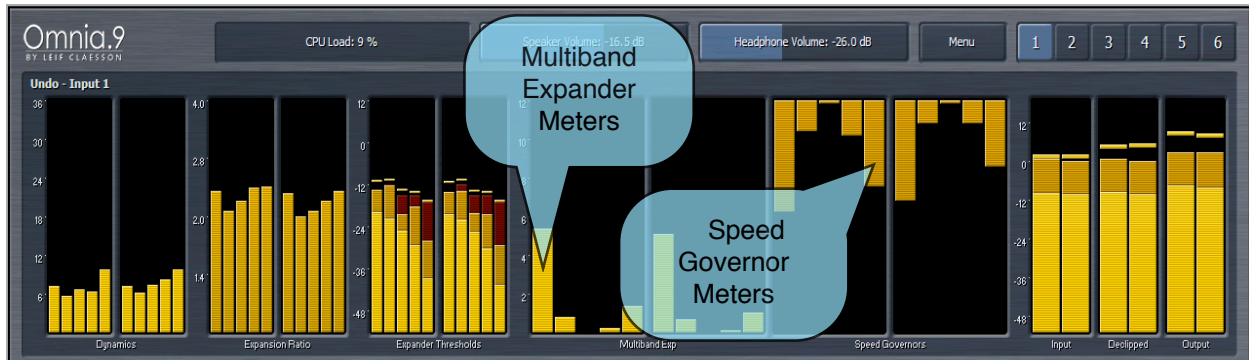 Omnia.9
BY LEIF CLAESSON
CPU Load: 9 %
Speaker Volume: -16.5 dB
Headphone Volume: -26.0 dB
Menu
1 2 3 4 5 6
Undo - Input 1
Multiband
Expander
Meters
Speed
Governor
Meters
36
30
24
18
12
6
4.0
2.8
2.0
1.4
12
0
-12
-24
-36
-48
12
10
6
4
2
12
0
-12
-24
-36
-48
Dynamics
Expansion Ratio
Expander Thresholds
Multiband Exp
Speed Governors
Input
Declipped
Output